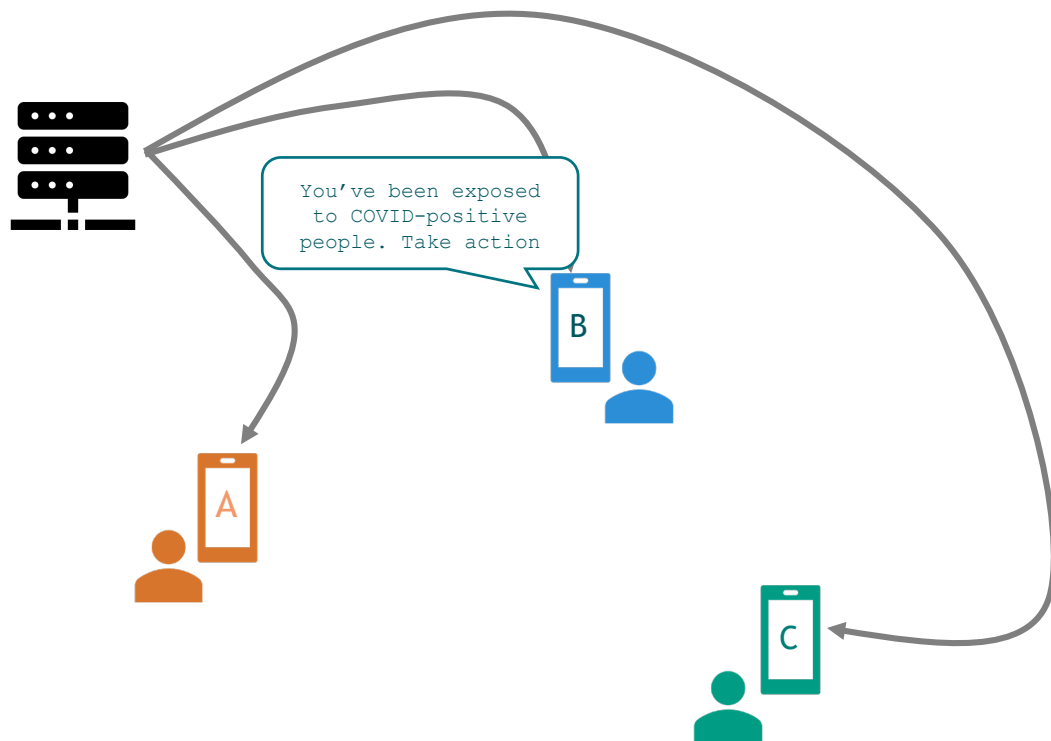 You’ve been exposed
to COVID-positive
people. Take action
B
A
C